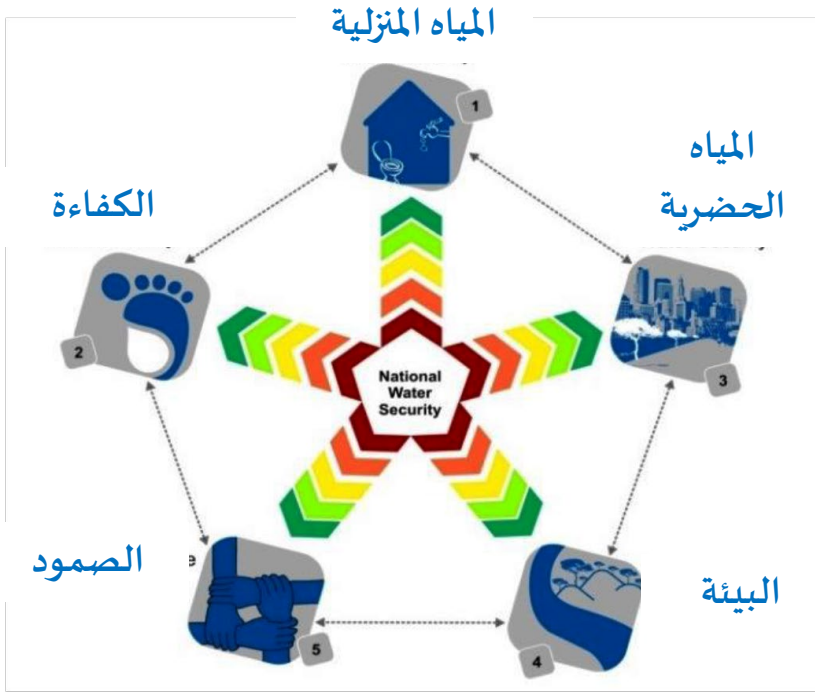 المياه المنزلية
1
المياه
الحضرية
الكفاءة
2
3
National
Water
Security
الصمود
e
البيئة
5
4